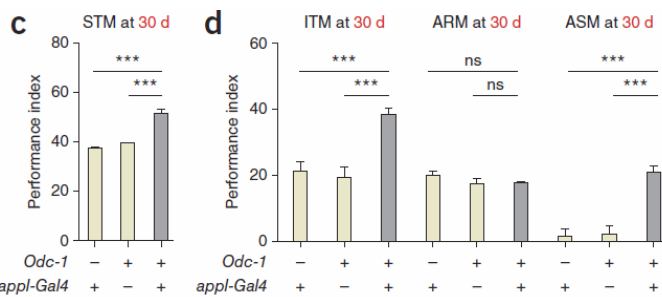 c
STM at 30 d
Performance index
80
60
40
20
0
***
***
Odc-1 – + +
appl-Gal4 + – +
d
ITM at 30 d ARM at 30 d ASM at 30 d
Performance index
60
40
20
0
*** ns ***
*** ns ***
Odc-1 – + + – + + – + +
appl-Gal4 + – + + – + + – +